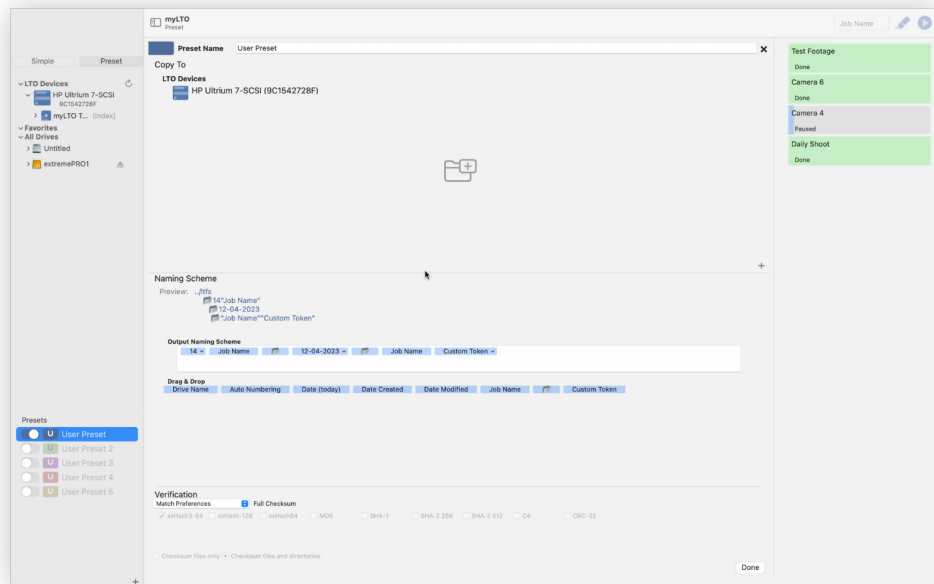 myLTO
Preset
Job Name
Simple
Preset
LTO Devices
HP Ultrium 7-SCSI
9C1542728F
myLTO T... (index)
Favorites
All Drives
Untitled
extremePRO1
Presets
U User Preset
U User Preset 2
U User Preset 3
U User Preset 4
U User Preset 5
Preset Name User Preset
Copy To
LTO Devices
HP Ultrium 7-SCSI (9C1542728F)
Naming Scheme
Preview: ../ltfs
14"Job Name"
12-04-2023
"Job Name""Custom Token"
Output Naming Scheme
14 Job Name 12-04-2023 Job Name Custom Token
Drag & Drop
Drive Name Auto Numbering Date (today) Date Created Date Modified Job Name Custom Token
Verification
Match Preferences Full Checksum
xxHash3-64 xxHash-128 xxHash64 MD5 SHA-1 SHA-2 256 SHA-2 512 C4 CRC-32
Checksum files only Checksum files and directories
Done
Test Footage
Done
Camera 6
Done
Camera 4
Paused
Daily Shoot
Done